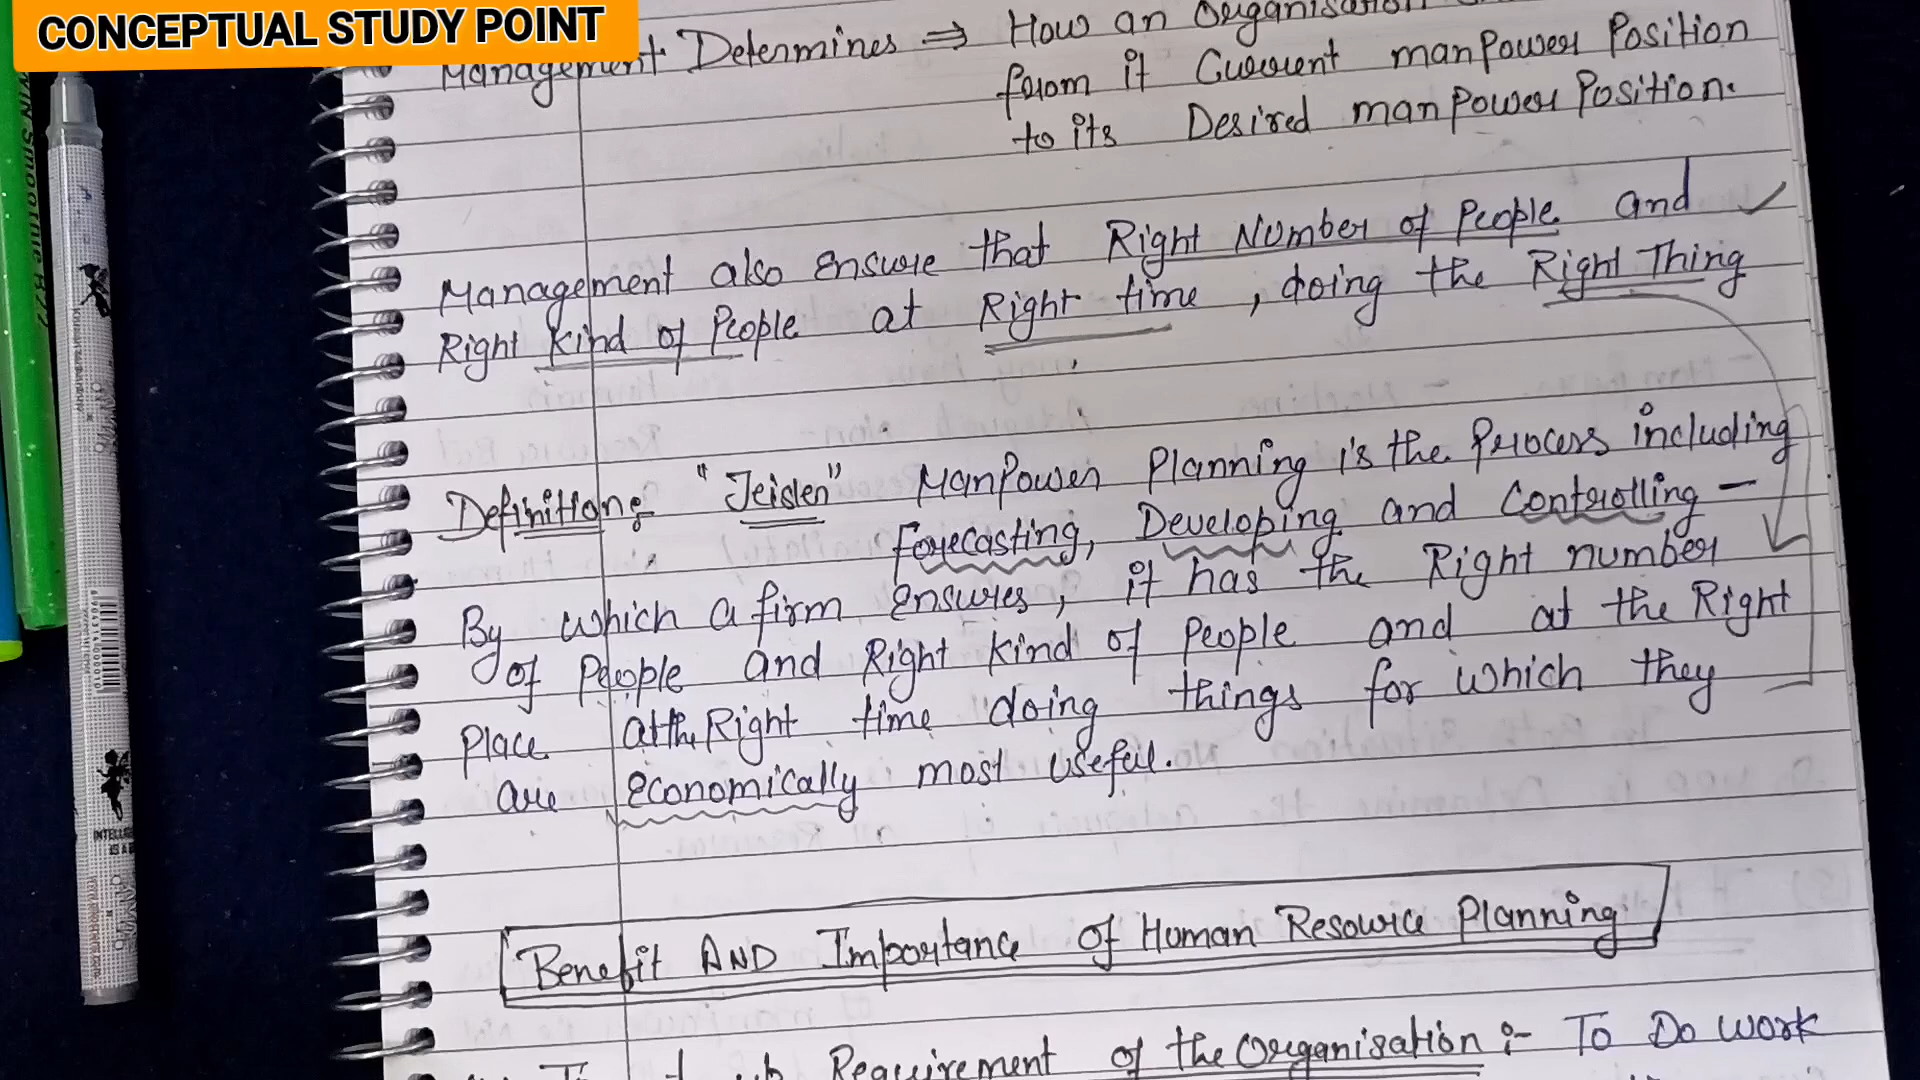 CONCEPTUAL STUDY POINT
Management Determines ⇒ How an Organisation
from it Current manpower Position
to its Desired manpower Position.
Management also ensure that Right Number of People and
Right kind of People at Right time, doing the Right Thing
Definition:- "Jeislen" ManPower Planning is the Process including
Forecasting, Developing and Controlling -
By which a firm ensures, it has the Right number
of People and Right kind of People and at the Right
Place at the Right time doing things for which they
are economically most useful.
Benefit AND Importance of Human Resource Planning
Requirement of the Organisation :- To Do work